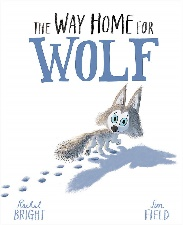 THE WAY HOME FOR
WOLF
Rachel Jim
BRIGHT FIELD